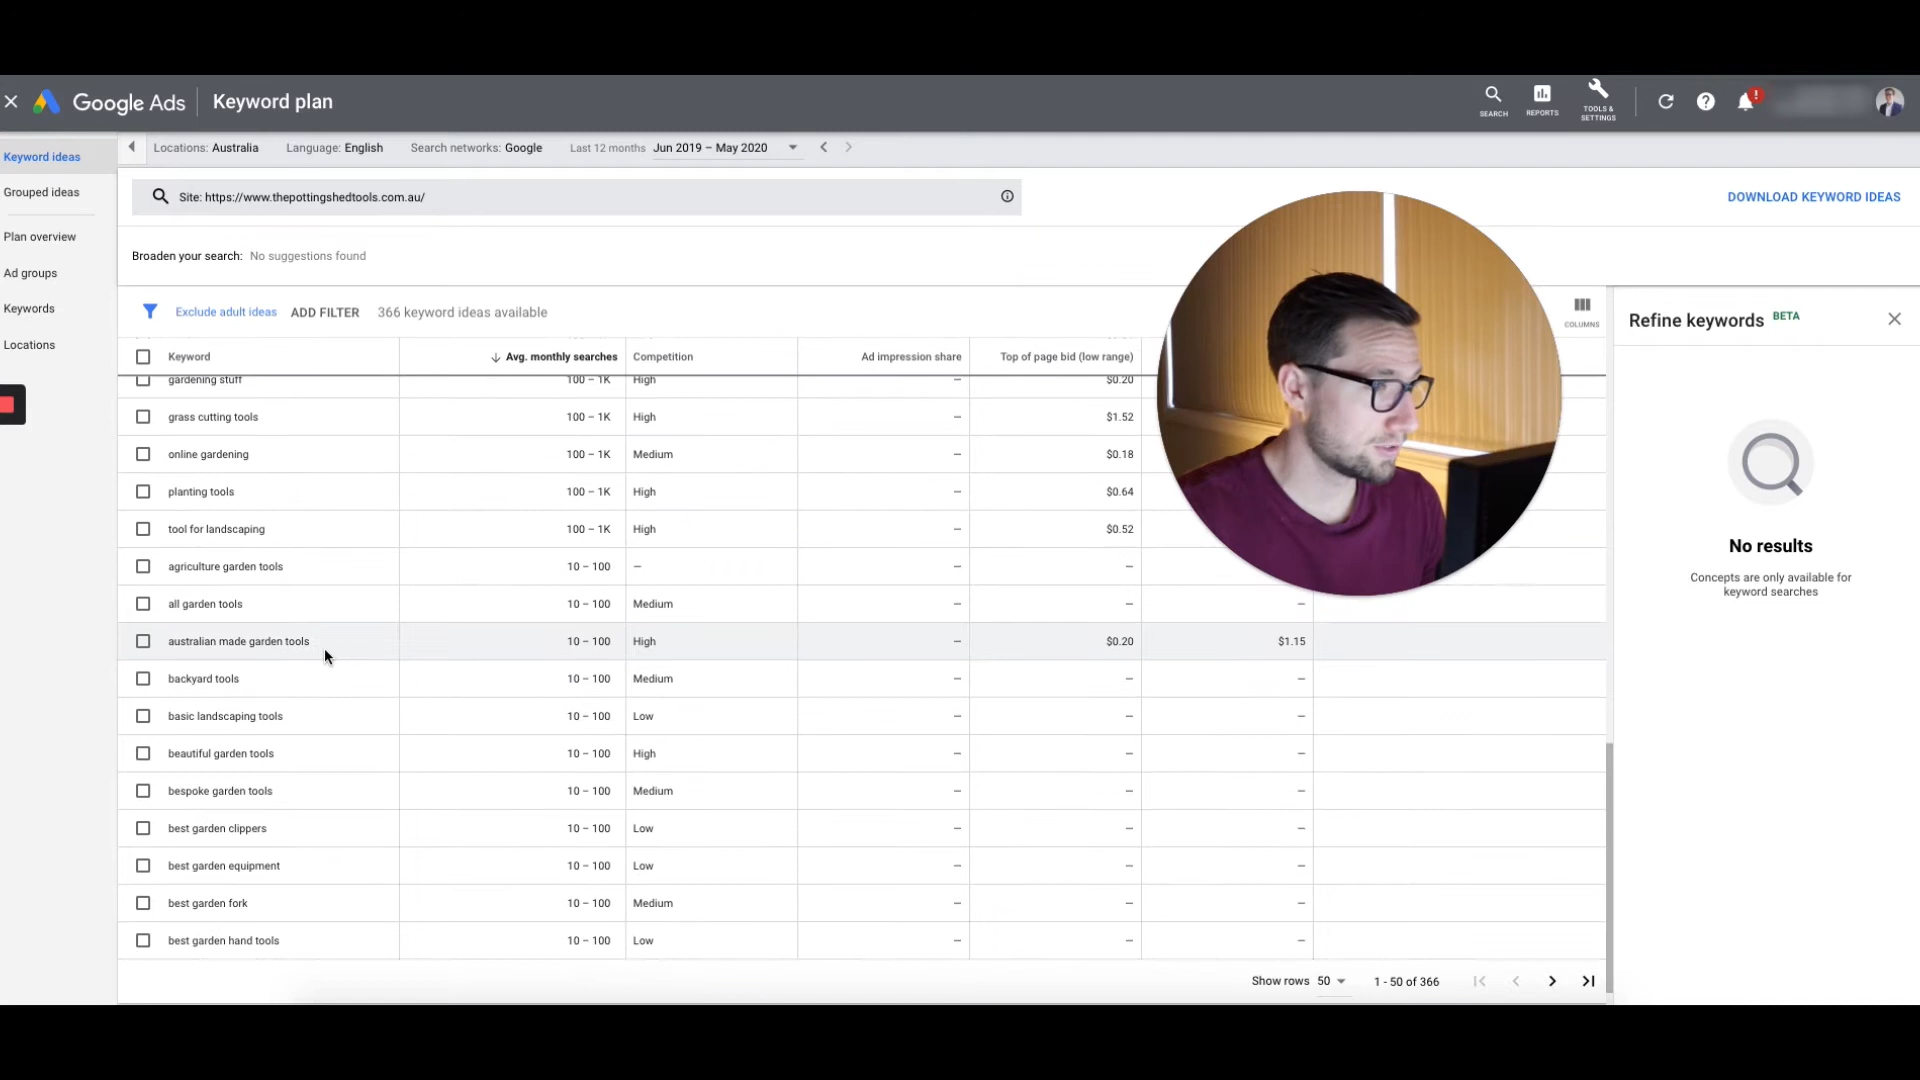 Google Ads Keyword plan
SEARCH REPORTS TOOLS & SETTINGS
!
Locations: Australia Language: English Search networks: Google Last 12 months Jun 2019 – May 2020
Keyword ideas
Grouped ideas
Plan overview
Ad groups
Keywords
Locations
Site: https://www.thepottingshedtools.com.au/
DOWNLOAD KEYWORD IDEAS
Broaden your search: No suggestions found
Exclude adult ideas ADD FILTER 366 keyword ideas available
COLUMNS
Keyword Avg. monthly searches Competition Ad impression share Top of page bid (low range)
gardening stuff 100 – 1K High – $0.20
grass cutting tools 100 – 1K High – $1.52
online gardening 100 – 1K Medium – $0.18
planting tools 100 – 1K High – $0.64
tool for landscaping 100 – 1K High – $0.52
agriculture garden tools 10 – 100 – – –
all garden tools 10 – 100 Medium – – –
australian made garden tools 10 – 100 High – $0.20 $1.15
backyard tools 10 – 100 Medium – – –
basic landscaping tools 10 – 100 Low – – –
beautiful garden tools 10 – 100 High – – –
bespoke garden tools 10 – 100 Medium – – –
best garden clippers 10 – 100 Low – – –
best garden equipment 10 – 100 Low – – –
best garden fork 10 – 100 Medium – – –
best garden hand tools 10 – 100 Low – – –
Show rows 50 1 - 50 of 366
Refine keywords BETA
No results
Concepts are only available for
keyword searches